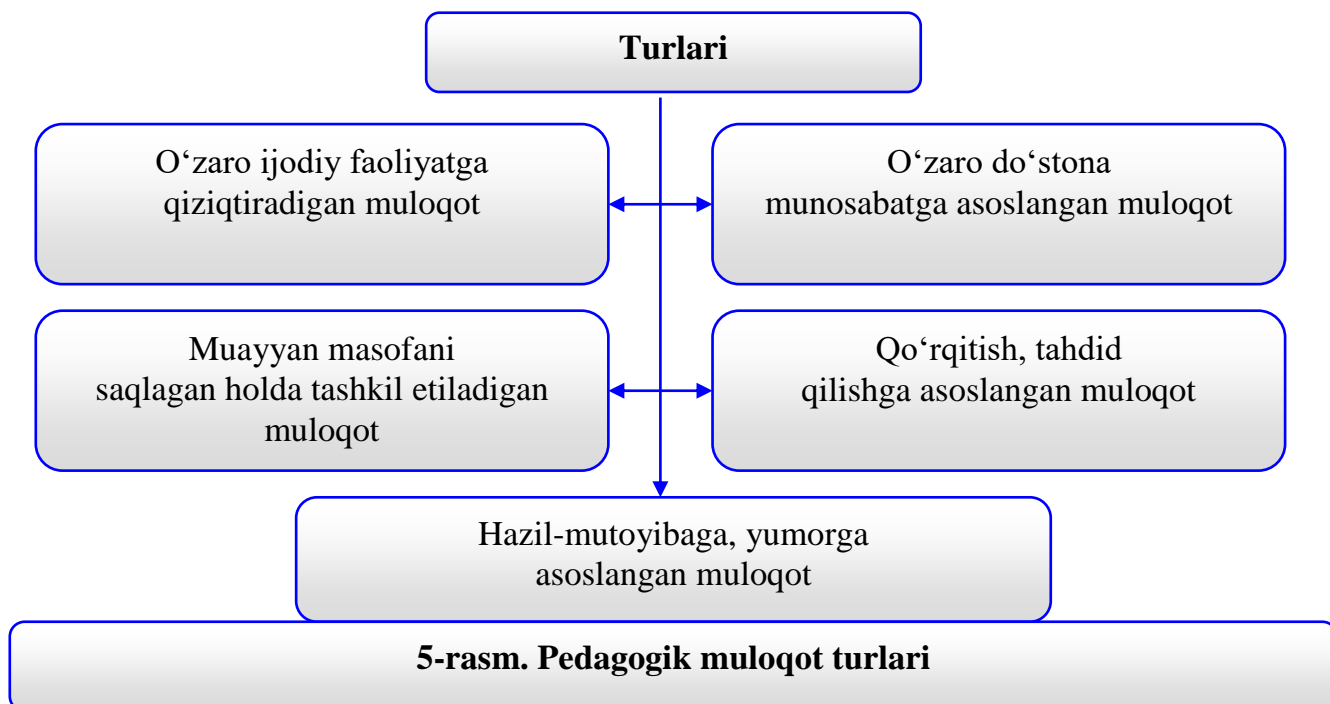 Turlari
O‘zaro ijodiy faoliyatga
qiziqtiradigan muloqot
O‘zaro do‘stona
munosabatga asoslangan muloqot
Muayyan masofani
saqlagan holda tashkil etiladigan
muloqot
Qo‘rqitish, tahdid
qilishga asoslangan muloqot
Hazil-mutoyibaga, yumorga
asoslangan muloqot
5-rasm. Pedagogik muloqot turlari